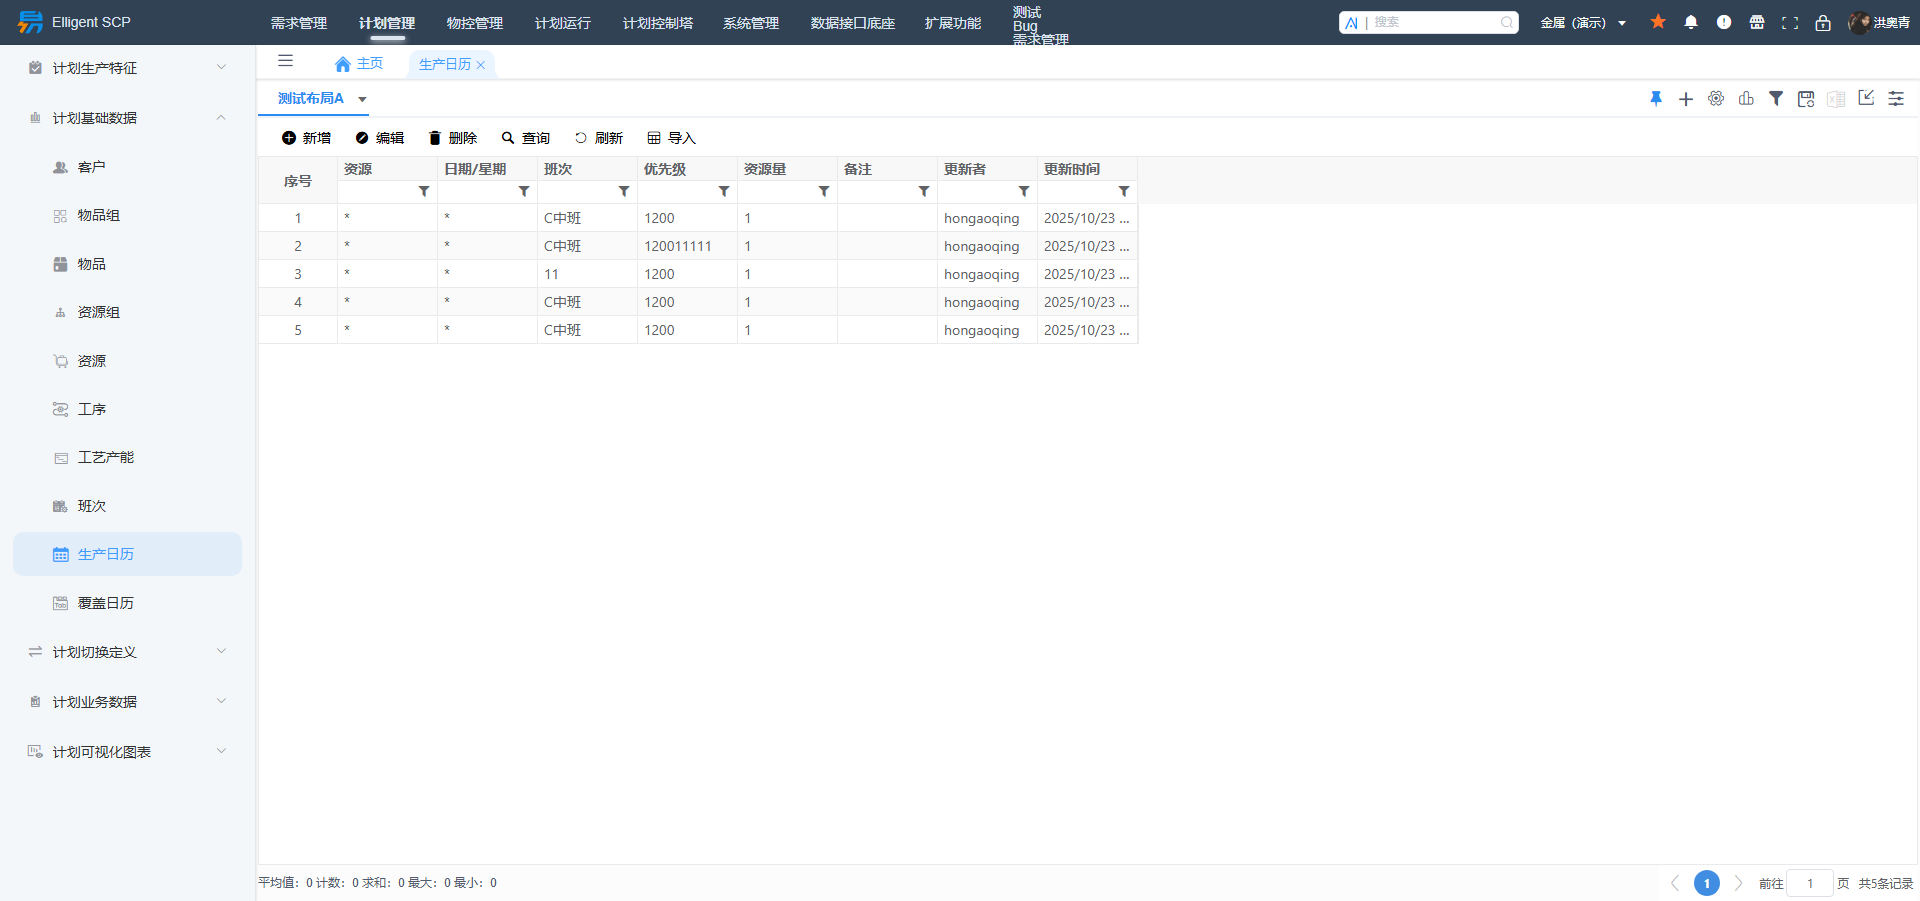 Elligent SCP
需求管理 计划管理 物控管理 计划运行 计划控制塔 系统管理 数据接口底座 扩展功能 测试
Bug
需求管理
AI | 搜索
金属（演示）
洪奥青
计划生产特征
计划基础数据
客户
物品组
物品
资源组
资源
工序
工艺产能
班次
生产日历
覆盖日历
计划切换定义
计划业务数据
计划可视化图表
主页 生产日历
测试布局A
新增 编辑 删除 查询 刷新 导入
序号 资源 日期/星期 班次 优先级 资源量 备注 更新者 更新时间
1 * * C中班 1200 1 hongaoqing 2025/10/23 ...
2 * * C中班 120011111 1 hongaoqing 2025/10/23 ...
3 * * 11 1200 1 hongaoqing 2025/10/23 ...
4 * * C中班 1200 1 hongaoqing 2025/10/23 ...
5 * * C中班 1200 1 hongaoqing 2025/10/23 ...
平均值：0 计数：0 求和：0 最大：0 最小：0
1 前往 1 页 共5条记录